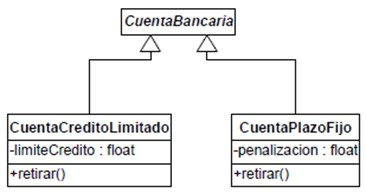 CuentaBancaria
CuentaCreditoLimitado
-limiteCredito : float
+retirar()
CuentaPlazoFijo
-penalizacion : float
+retirar()